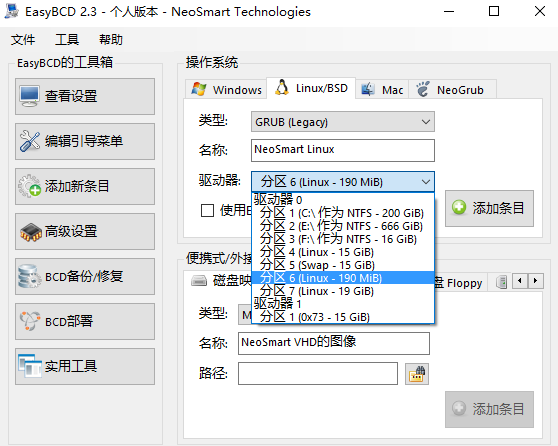 EasyBCD 2.3 - 个人版本 - NeoSmart Technologies
文件 工具 帮助
EasyBCD的工具箱
查看设置
编辑引导菜单
添加新条目
高级设置
BCD备份/修复
BCD部署
实用工具
操作系统
Windows Linux/BSD Mac NeoGrub
类型: GRUB (Legacy)
名称: NeoSmart Linux
驱动器: 分区 6 (Linux - 190 MiB)
使用E
添加条目
驱动器 0
分区 1 (C:\ 作为 NTFS - 200 GiB)
分区 2 (E:\ 作为 NTFS - 666 GiB)
分区 3 (F:\ 作为 NTFS - 16 GiB)
分区 4 (Linux - 15 GiB)
分区 5 (Swap - 15 GiB)
分区 6 (Linux - 190 MiB)
分区 7 (Linux - 19 GiB)
驱动器 1
分区 1 (0x73 - 15 GiB)
便携式/外接
磁盘映 盘 Floppy
类型: M
名称: NeoSmart VHD的图像
路径:
添加条目